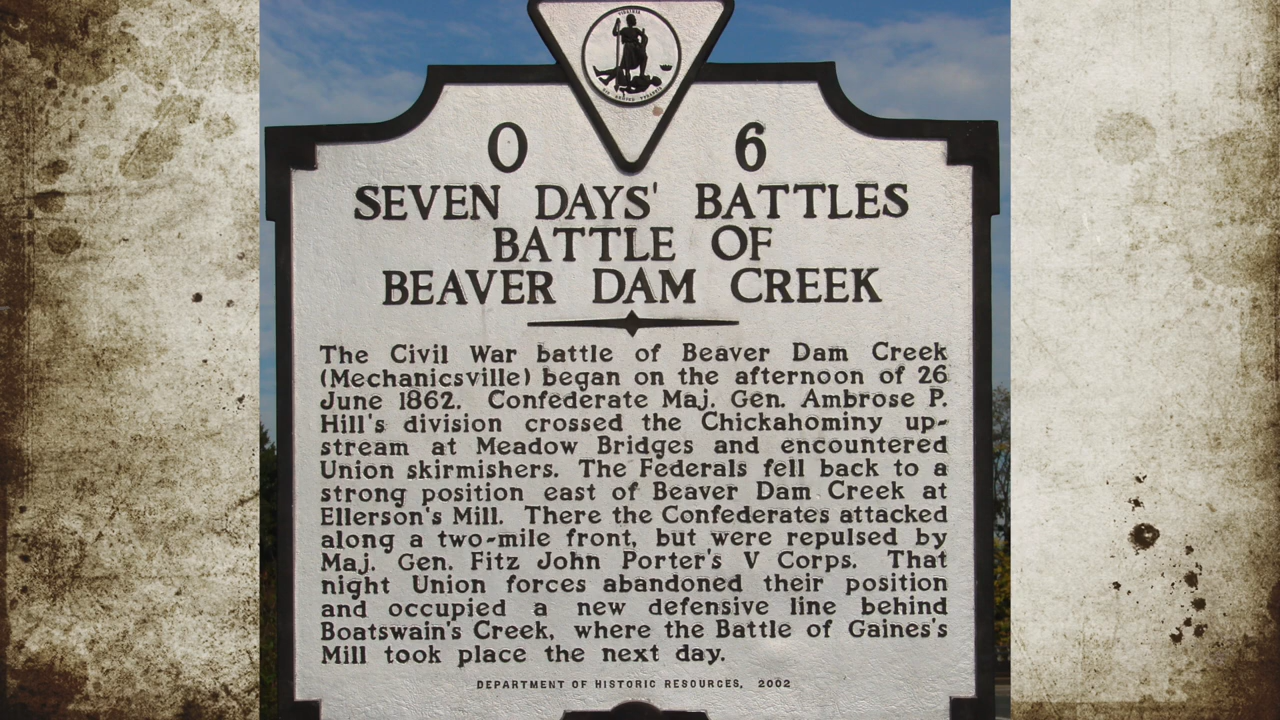 VIRGINIA
SIC SEMPER TYRANNIS
O 6
SEVEN DAYS' BATTLES
BATTLE OF
BEAVER DAM CREEK
The Civil War battle of Beaver Dam Creek
(Mechanicsville) began on the afternoon of 26
June 1862. Confederate Maj. Gen. Ambrose P.
Hill's division crossed the Chickahominy up-
stream at Meadow Bridges and encountered
Union skirmishers. The Federals fell back to a
strong position east of Beaver Dam Creek at
Ellerson's Mill. There the Confederates attacked
along a two-mile front, but were repulsed by
Maj. Gen. Fitz John Porter's V Corps. That
night Union forces abandoned their position
and occupied a new defensive line behind
Boatswain's Creek, where the Battle of Gaines's
Mill took place the next day.
DEPARTMENT OF HISTORIC RESOURCES, 2002